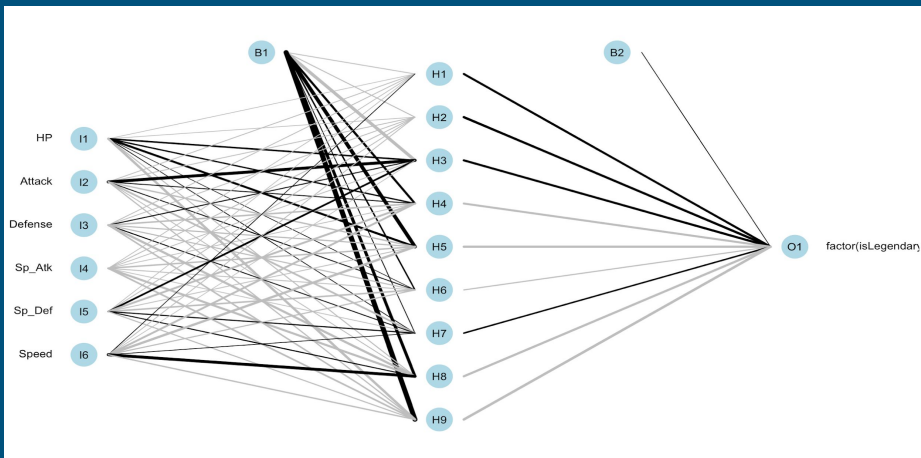 B1
B2
H1
H2
HP I1
H3
Attack I2
H4
Defense I3
H5
O1 factor(isLegendar
Sp_Atk I4
H6
Sp_Def I5
H7
Speed I6
H8
H9